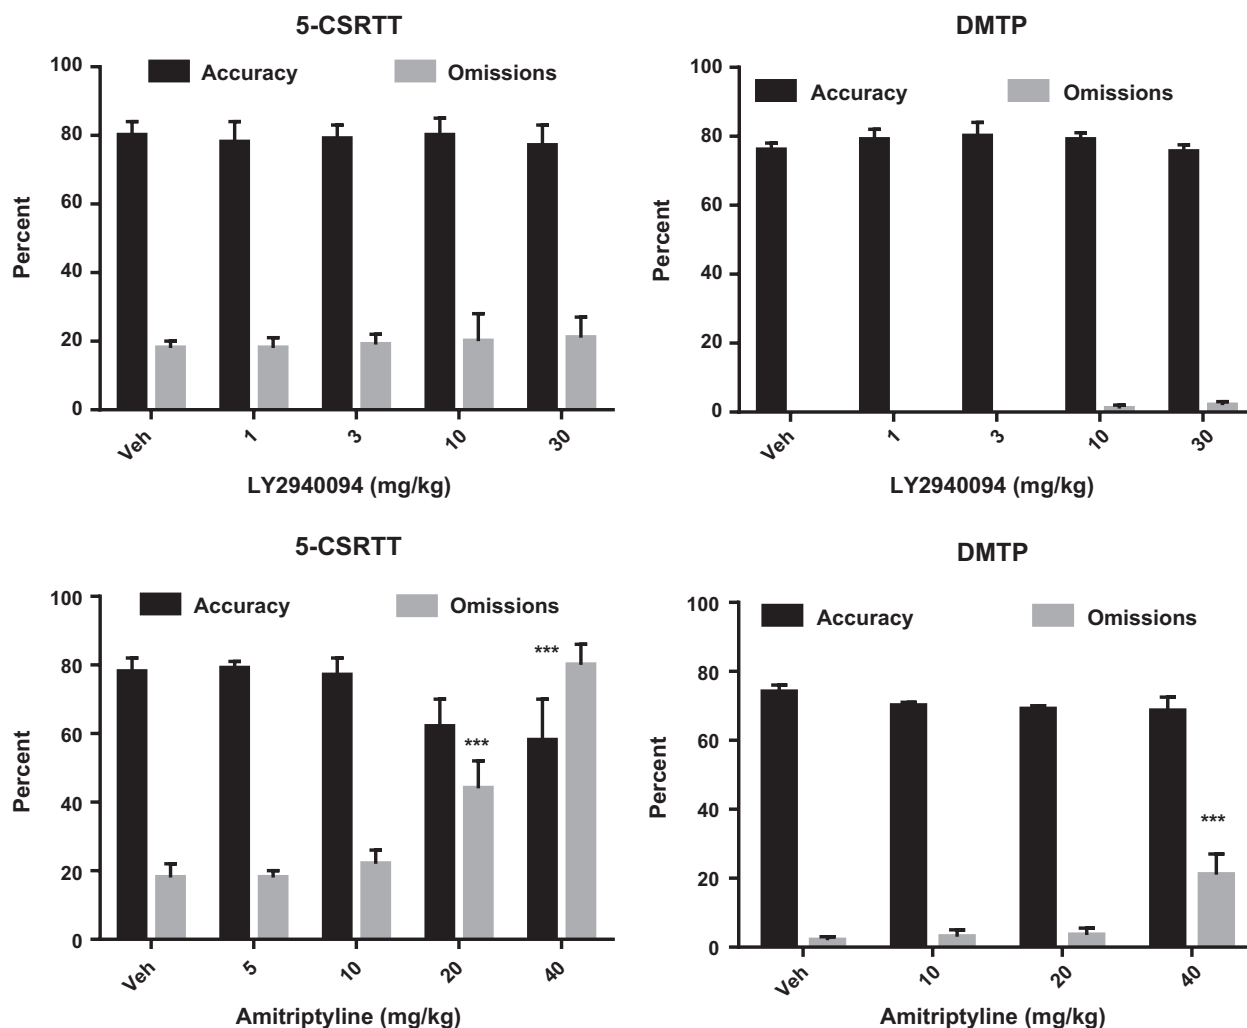 5-CSRTT
100
80
60
40
20
0
Percent
Accuracy
Omissions
Veh
1
3
10
30
LY2940094 (mg/kg)
DMTP
100
80
60
40
20
0
Percent
Accuracy
Omissions
Veh
1
3
10
30
LY2940094 (mg/kg)
5-CSRTT
100
80
60
40
20
0
Percent
Accuracy
Omissions
***
***
Veh
5
10
20
40
Amitriptyline (mg/kg)
DMTP
100
80
60
40
20
0
Percent
Accuracy
Omissions
***
Veh
10
20
40
Amitriptyline (mg/kg)